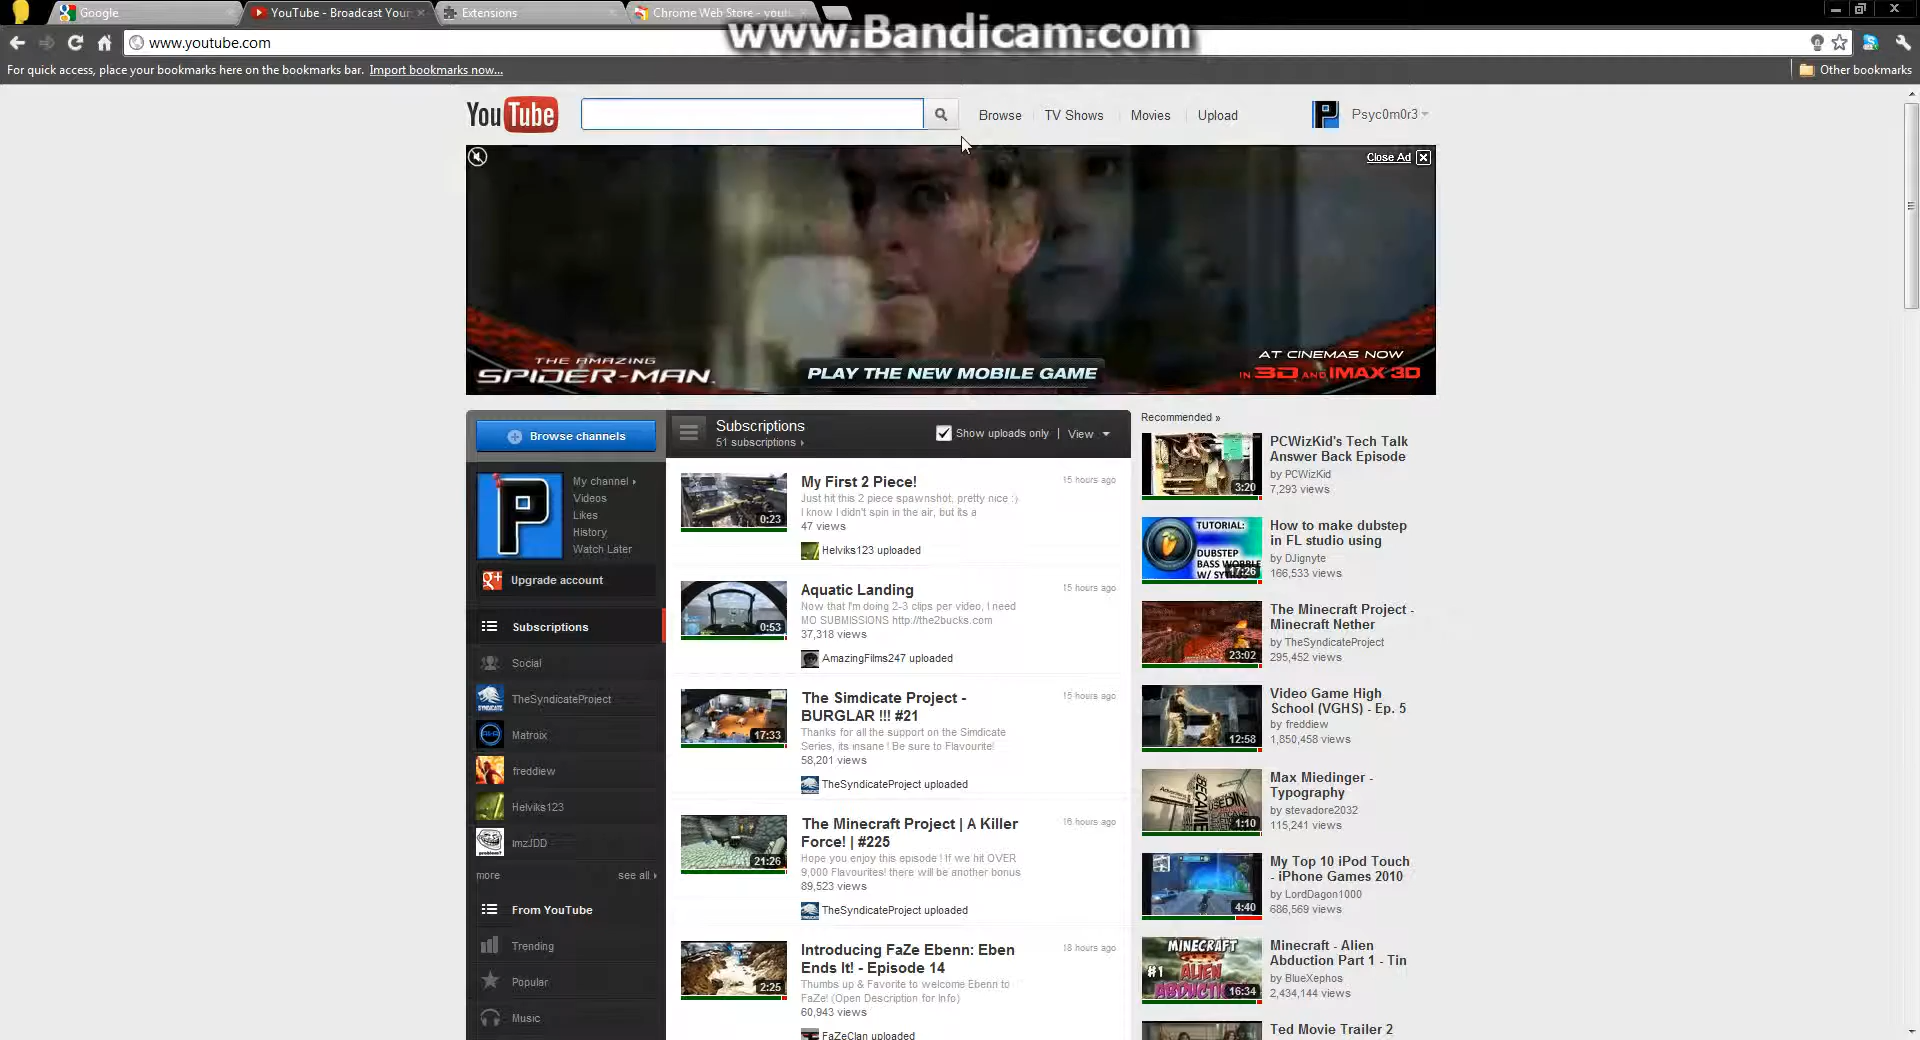 Google
YouTube - Broadcast Your
Extensions
Chrome Web Store - yout
www.Bandicam.com
www.youtube.com
For quick access, place your bookmarks here on the bookmarks bar. Import bookmarks now...
Other bookmarks
YouTube
Browse
TV Shows
Movies
Upload
Psyc0m0r3
Close Ad
THE AMAZING
SPIDER-MAN
PLAY THE NEW MOBILE GAME
AT CINEMAS NOW
IN 3D AND IMAX 3D
Browse channels
My channel
Videos
Likes
History
Watch Later
Upgrade account
Subscriptions
Social
TheSyndicateProject
Matroix
freddiew
Helviks123
ImzJDD
more
see all
From YouTube
Trending
Popular
Music
Subscriptions
51 subscriptions
Show uploads only | View
My First 2 Piece!
15 hours ago
Just hit this 2 piece spawnshot, pretty nice :)
I know I didn't spin in the air, but its a
47 views
0:23
Helviks123 uploaded
Aquatic Landing
15 hours ago
Now that I'm doing 2-3 clips per video, I need
MO SUBMISSIONS http://the2bucks.com
37,318 views
0:53
AmazingFilms247 uploaded
The Simdicate Project -
BURGLAR !!! #21
15 hours ago
Thanks for all the support on the Simdicate
Series, its insane ! Be sure to Flavourite!
58,201 views
17:33
TheSyndicateProject uploaded
The Minecraft Project | A Killer
Force! | #225
16 hours ago
Hope you enjoy this episode ! If we hit OVER
9,000 Flavourites! there will be another bonus
89,523 views
21:26
TheSyndicateProject uploaded
Introducing FaZe Ebenn: Eben
Ends It! - Episode 14
18 hours ago
Thumbs up & Favorite to welcome Ebenn to
FaZe! (Open Description for Info)
60,943 views
2:25
FaZeClan uploaded
Recommended »
PCWizKid's Tech Talk
Answer Back Episode
by PCWizKid
7,293 views
3:20
How to make dubstep
in FL studio using
by DJignyte
166,533 views
TUTORIAL:
DUBSTEP
BASS WOBBLE
W/ SY
17:26
The Minecraft Project -
Minecraft Nether
by TheSyndicateProject
295,452 views
23:02
Video Game High
School (VGHS) - Ep. 5
by freddiew
1,850,458 views
12:58
Max Miedinger -
Typography
by stevadore2032
115,241 views
1:10
My Top 10 iPod Touch
- iPhone Games 2010
by LordDagon1000
686,569 views
4:40
Minecraft - Alien
Abduction Part 1 - Tin
by BlueXephos
2,434,144 views
MINECRAFT
#1 ALIEN
16:34
Ted Movie Trailer 2